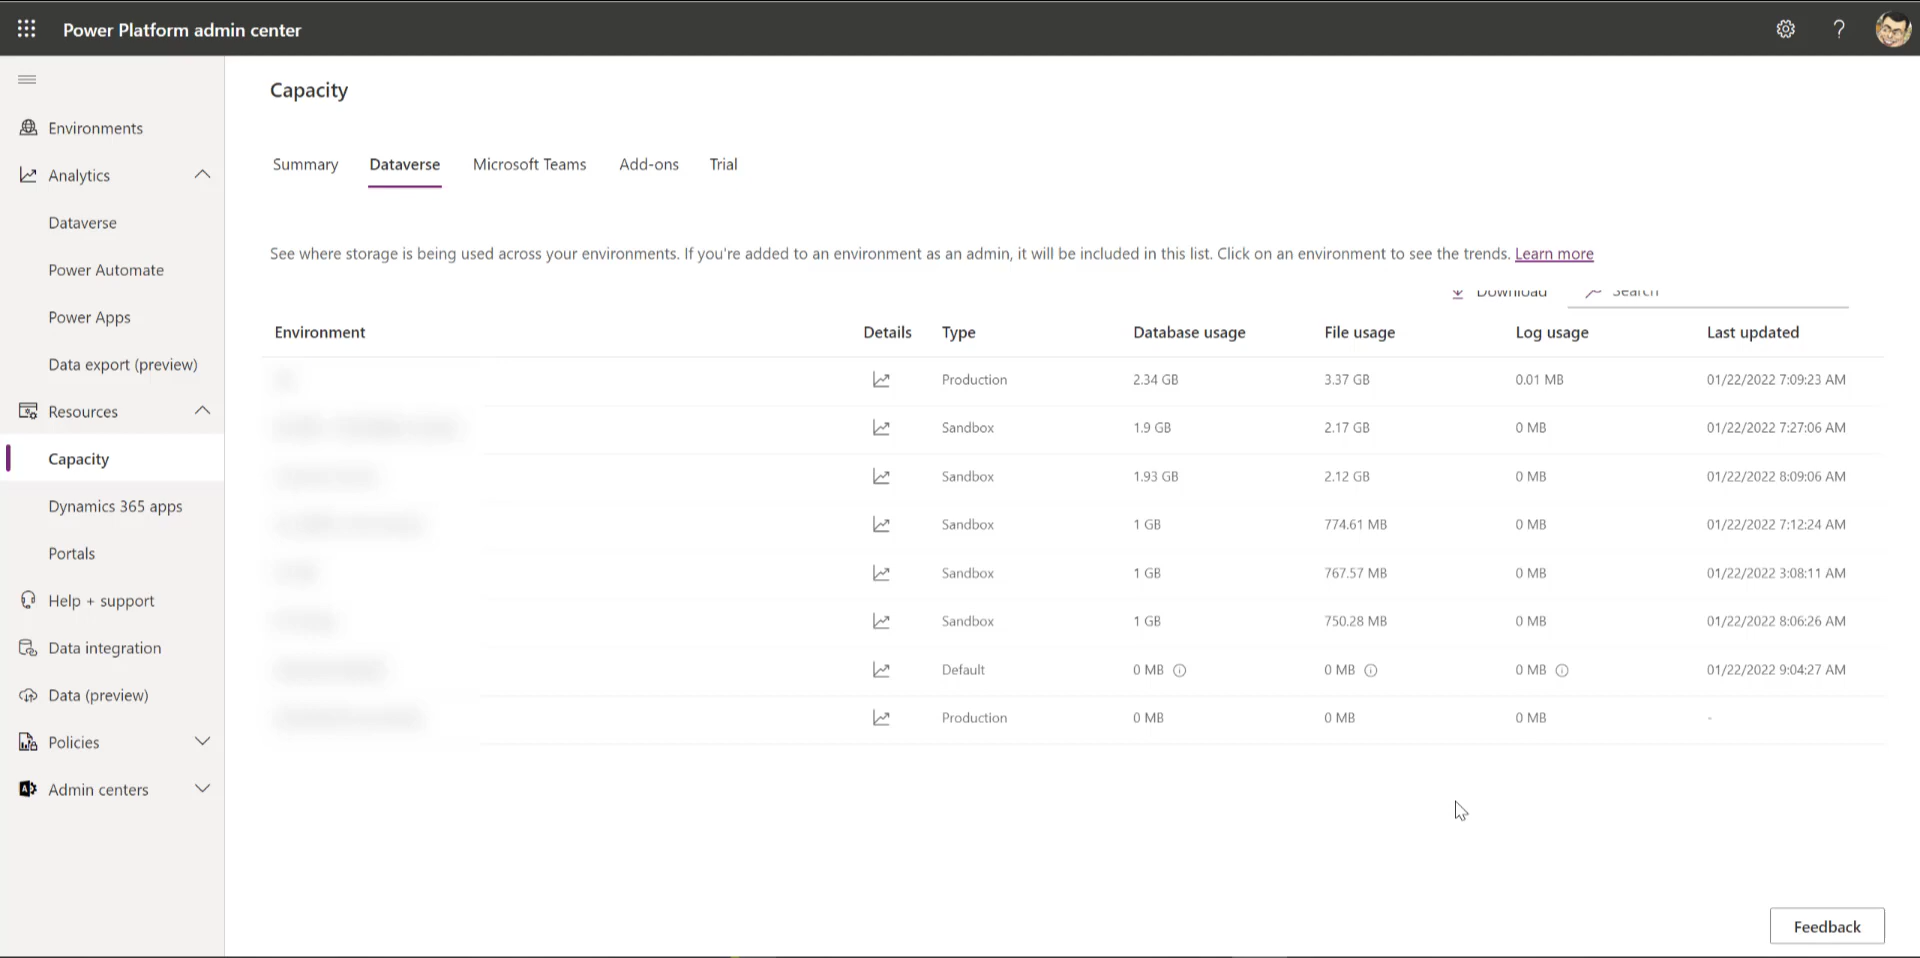 Power Platform admin center
?
Capacity
Environments
Analytics
Dataverse
Power Automate
Power Apps
Data export (preview)
Resources
Capacity
Dynamics 365 apps
Portals
Help + support
Data integration
Data (preview)
Policies
Admin centers
Summary Dataverse Microsoft Teams Add-ons Trial
See where storage is being used across your environments. If you're added to an environment as an admin, it will be included in this list. Click on an environment to see the trends. Learn more
Download Search
Environment Details Type Database usage File usage Log usage Last updated
Production 2.34 GB 3.37 GB 0.01 MB 01/22/2022 7:09:23 AM
Sandbox 1.9 GB 2.17 GB 0 MB 01/22/2022 7:27:06 AM
Sandbox 1.93 GB 2.12 GB 0 MB 01/22/2022 8:09:06 AM
Sandbox 1 GB 774.61 MB 0 MB 01/22/2022 7:12:24 AM
Sandbox 1 GB 767.57 MB 0 MB 01/22/2022 3:08:11 AM
Sandbox 1 GB 750.28 MB 0 MB 01/22/2022 8:06:26 AM
Default 0 MB 0 MB 0 MB 01/22/2022 9:04:27 AM
Production 0 MB 0 MB 0 MB -
Feedback